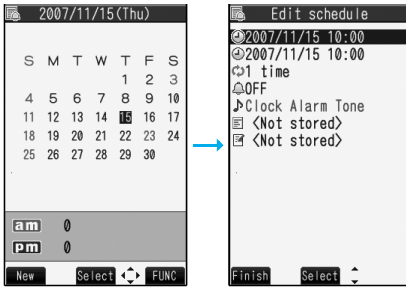 2007/11/15(Thu)
S M T W T F S
1 2 3
4 5 6 7 8 9 10
11 12 13 14 15 16 17
18 19 20 21 22 23 24
25 26 27 28 29 30
am 0
pm 0
New Select FUNC
Edit schedule
2007/11/15 10:00
2007/11/15 10:00
1 time
OFF
Clock Alarm Tone
<Not stored>
<Not stored>
Finish Select